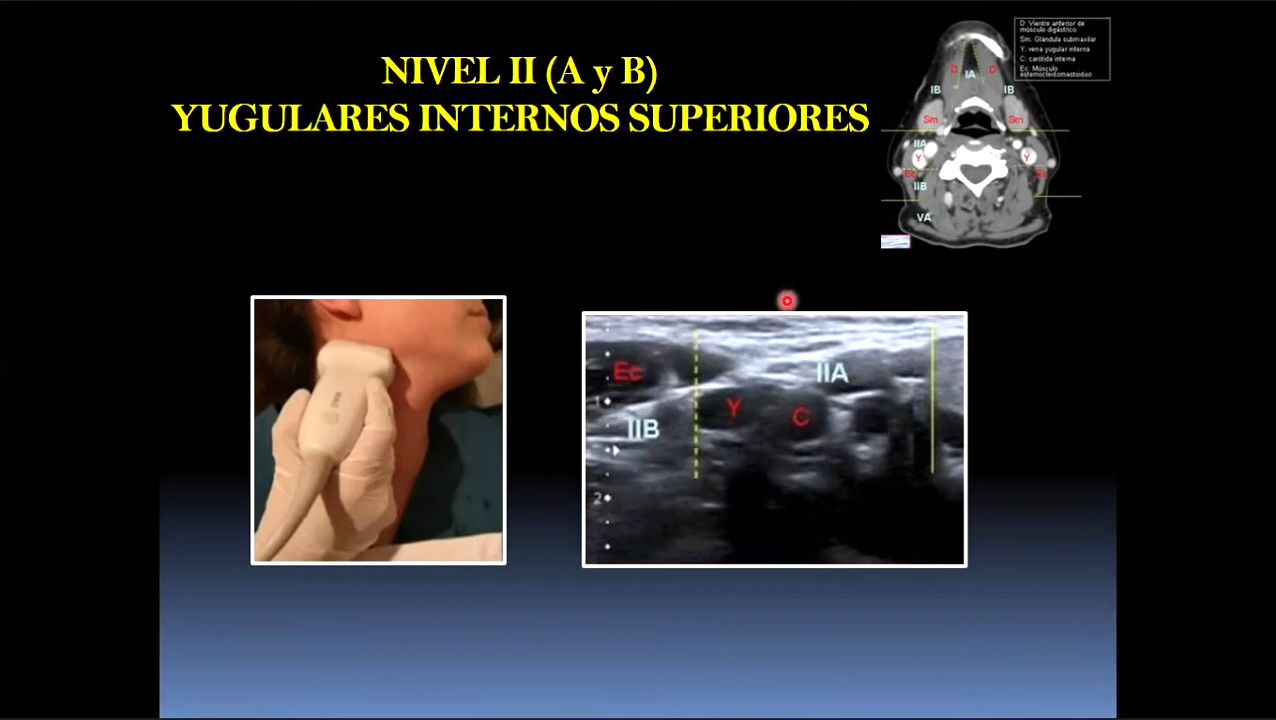 NIVEL II (A y B)
YUGULARES INTERNOS SUPERIORES
D: Vientre anterior de
músculo digástrico
Sm: Glándula submaxilar
Y: vena yugular interna
C: carótida interna
Ec: Músculo
esternocleidomastoideo
D D
IA
IB IB
Sm Sm
IIA
Y Y
Ec Ec
IIB
VA
Ec
IIA
Y
C
IIB
1
2